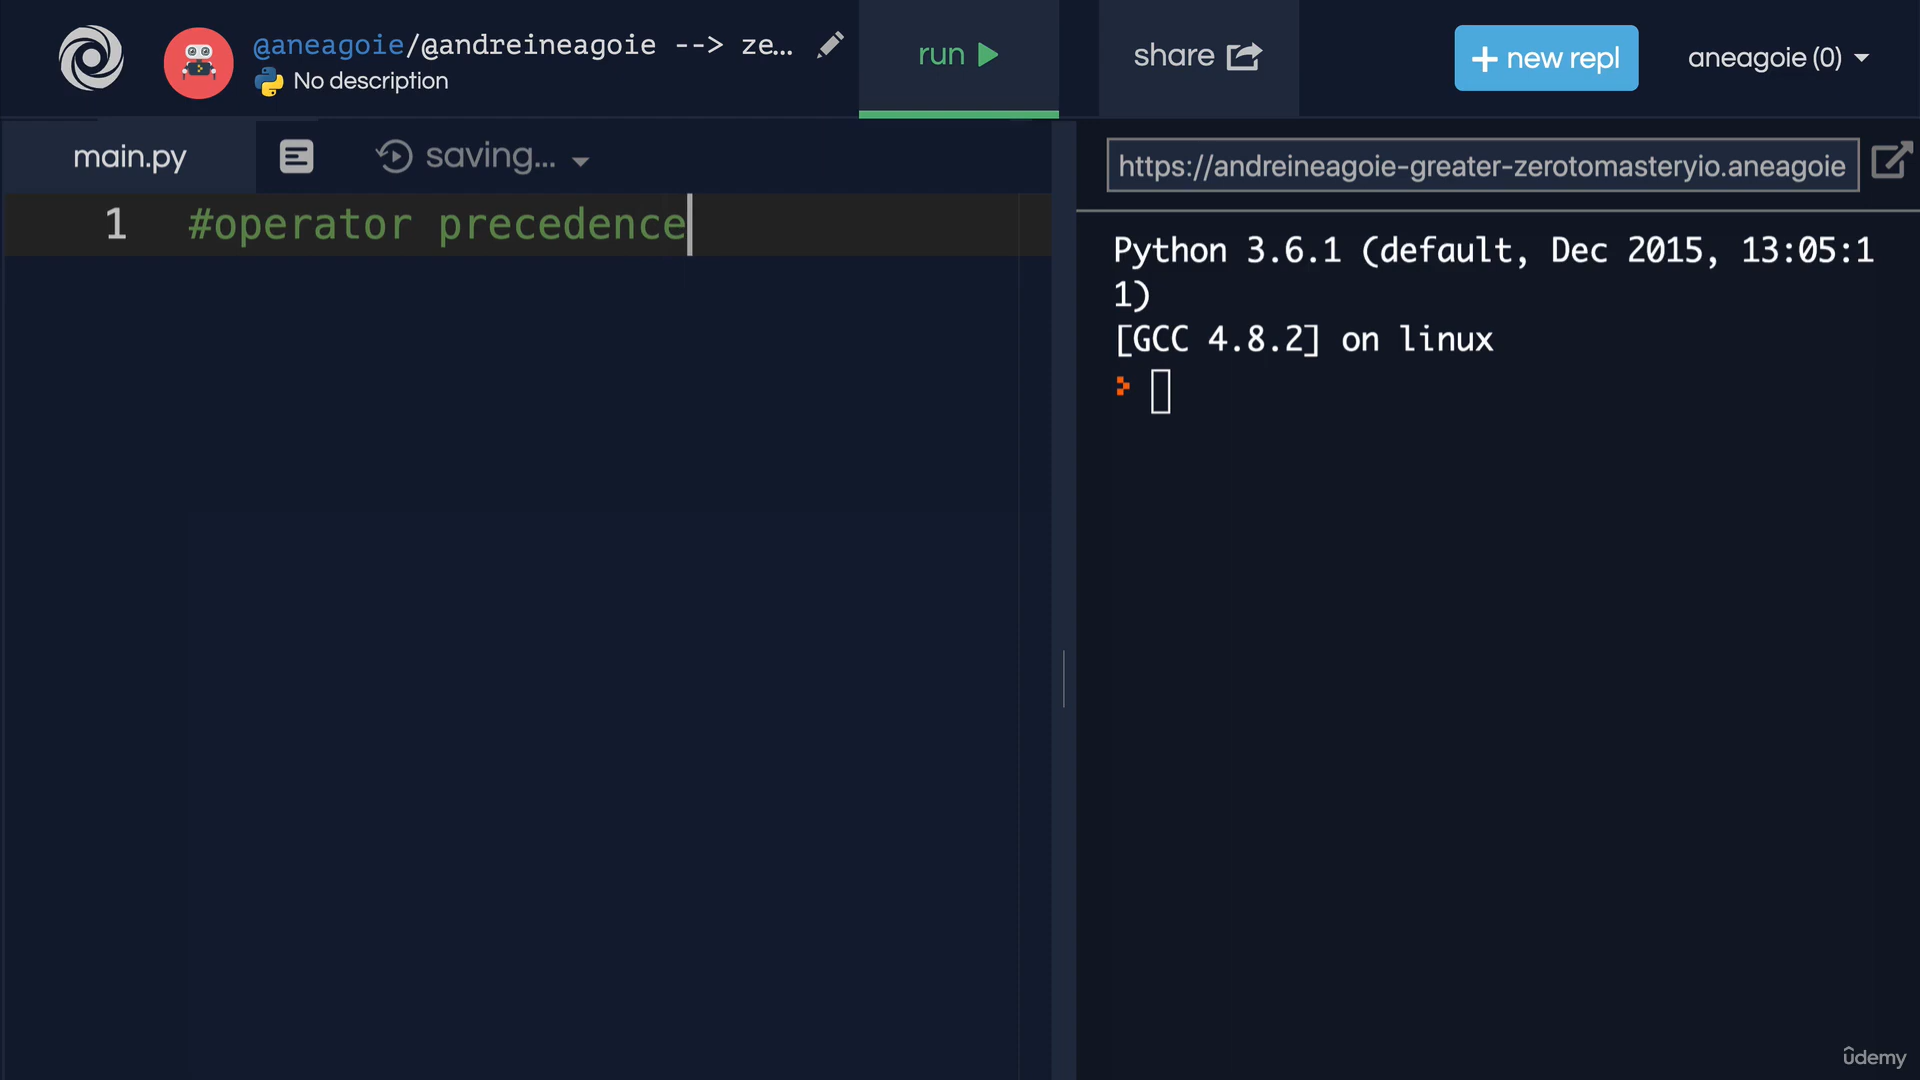 @aneagoie/@andreineagoie --> ze...
No description
run
share
+ new repl
aneagoie (0)
main.py
saving...
https://andreineagoie-greater-zerotomasteryio.aneagoie
1 #operator precedence
Python 3.6.1 (default, Dec 2015, 13:05:1
1)
[GCC 4.8.2] on linux
ûdemy